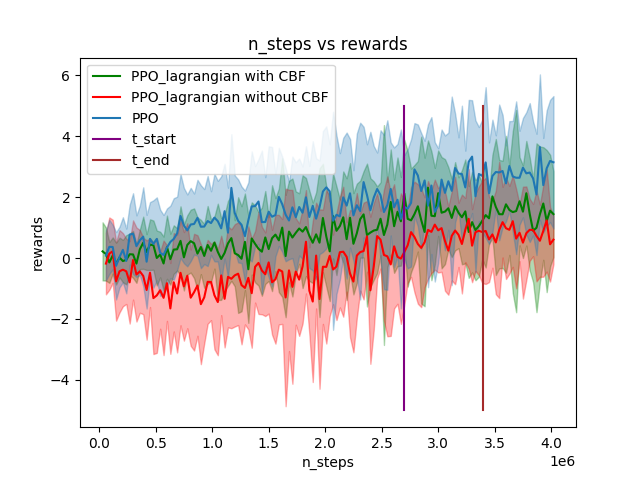 n_steps vs rewards
PPO_lagrangian with CBF
PPO_lagrangian without CBF
PPO
t_start
t_end
6
4
2
0
−2
−4
rewards
0.0 0.5 1.0 1.5 2.0 2.5 3.0 3.5 4.0
1e6
n_steps